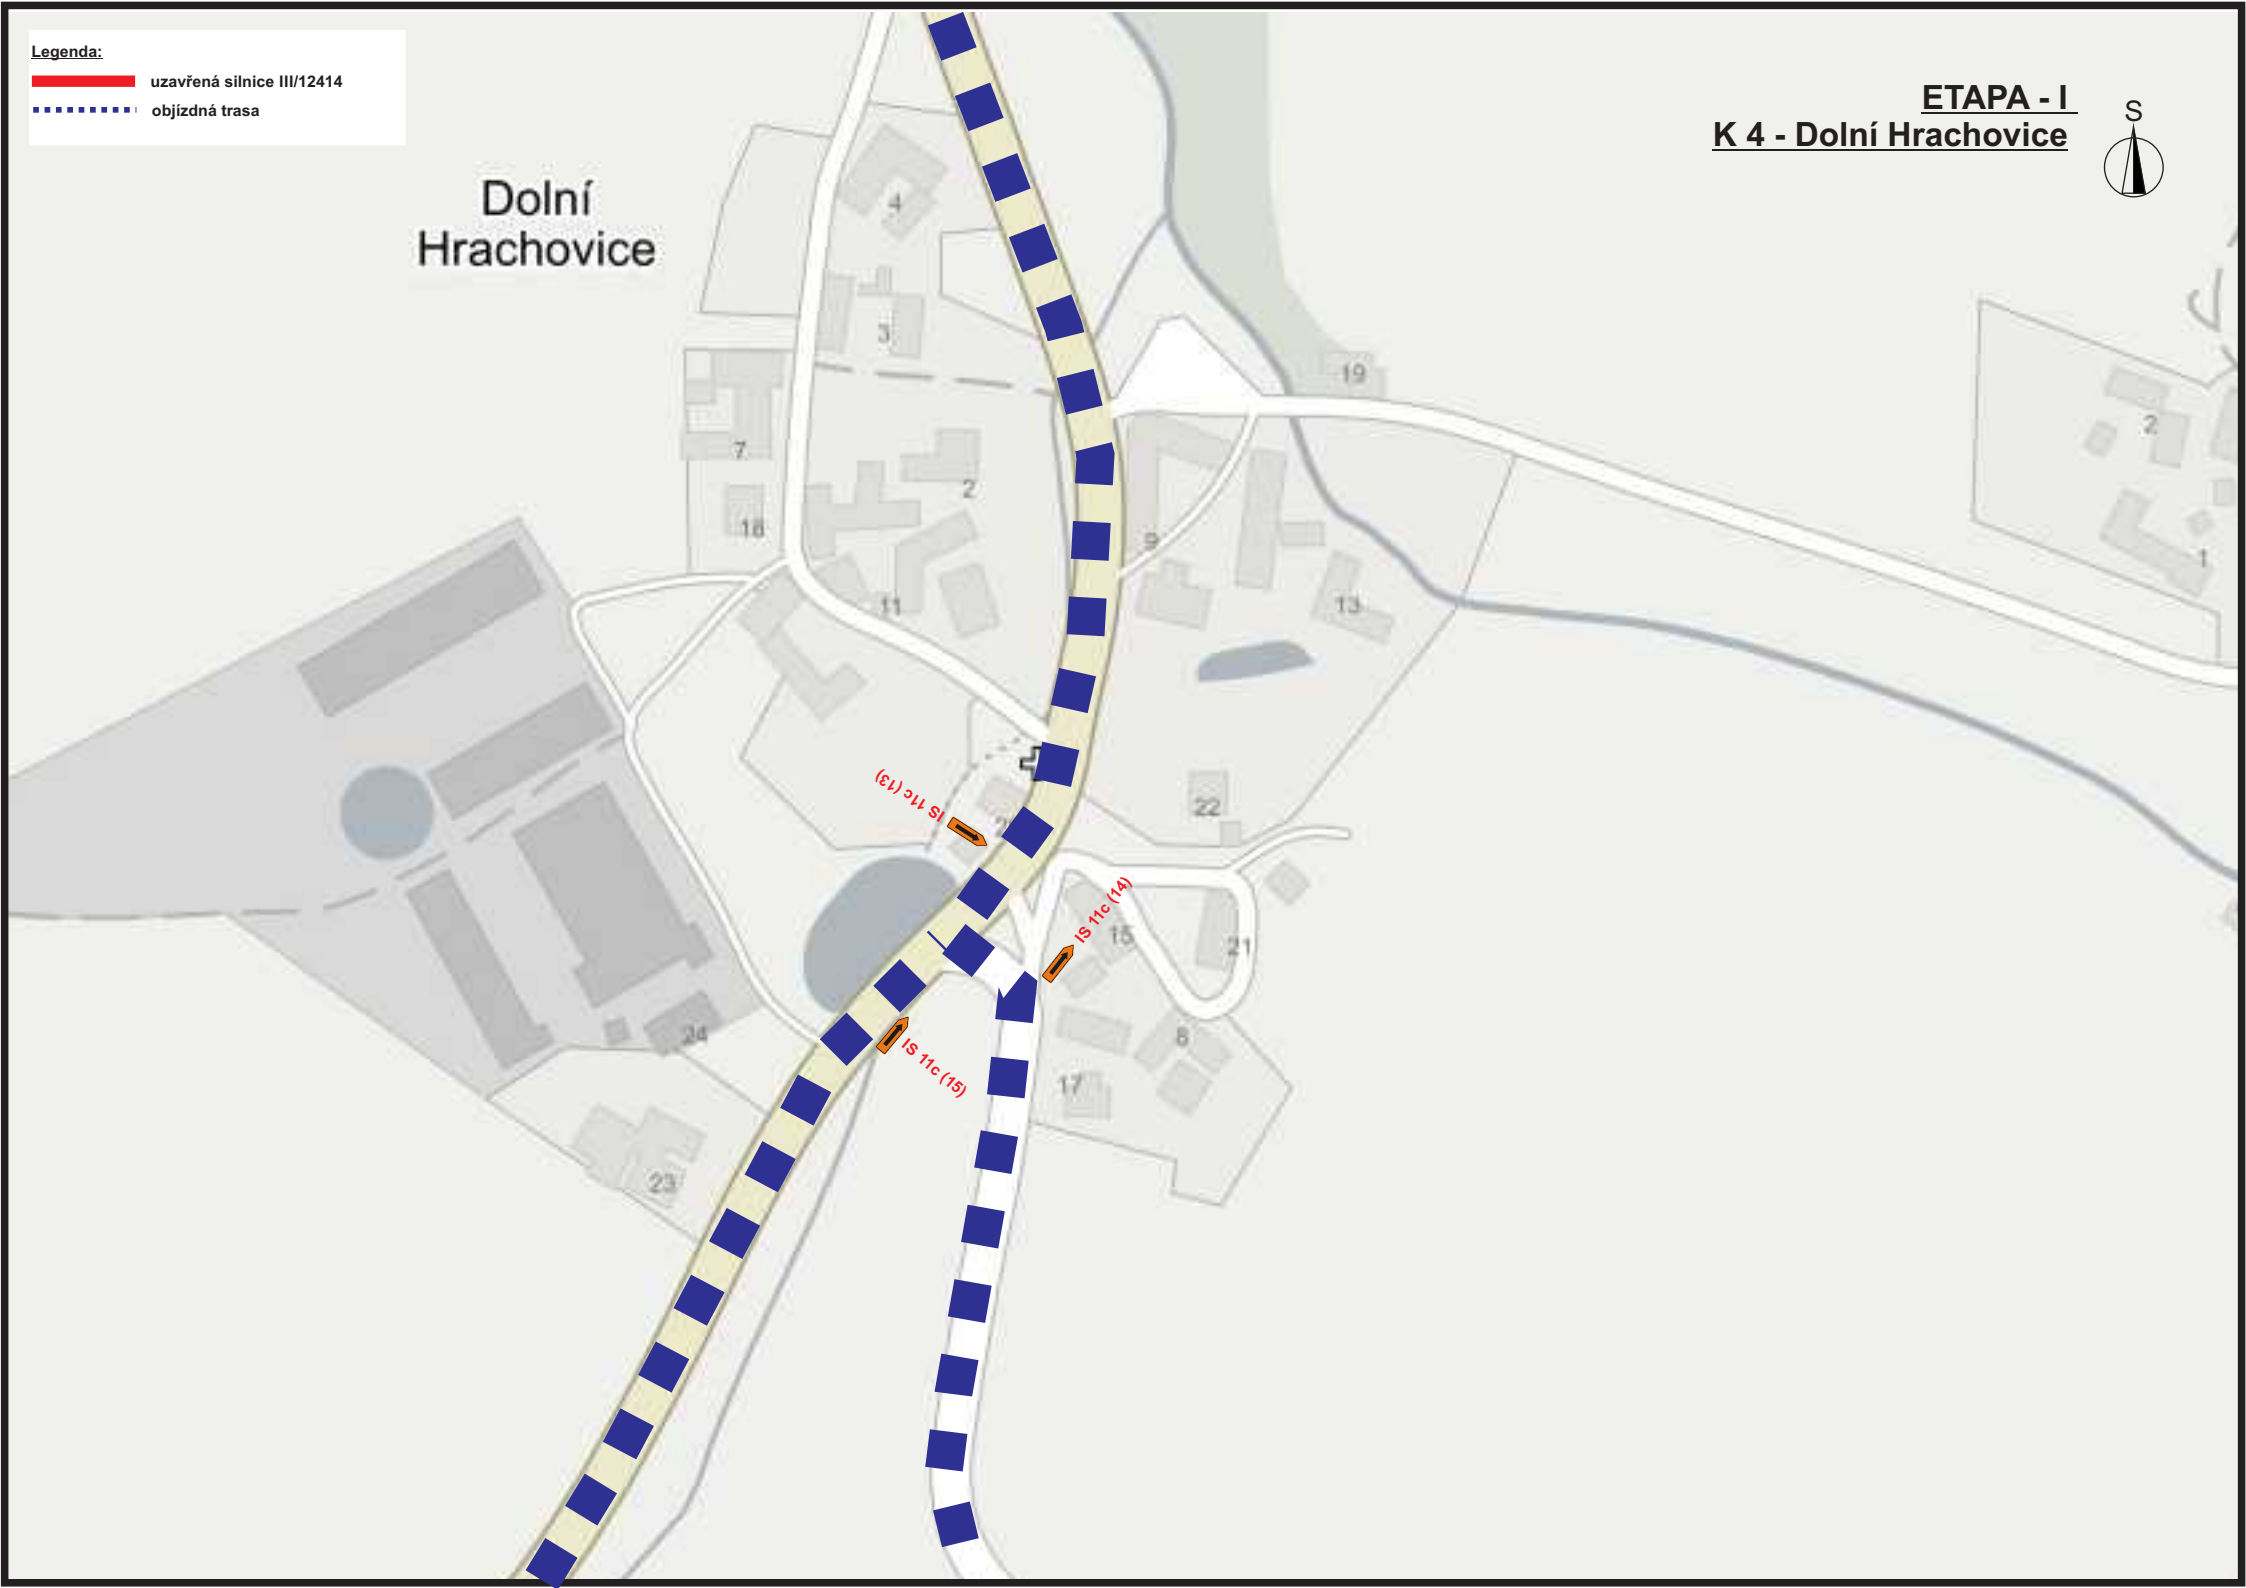 Legenda:
uzavřená silnice III/12414
objízdná trasa
ETAPA - I
K 4 - Dolní Hrachovice
S
Dolní
Hrachovice
4
3
19
7
2
2
18
9
1
11
13
IS 11c (13)
22
IS 11c (14)
15
21
24
IS 11c (15)
8
17
23